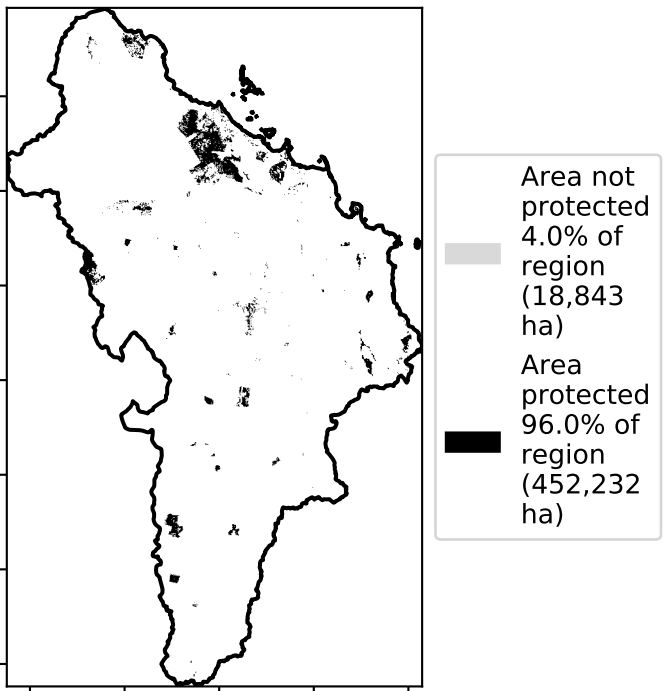 Area not
protected
4.0% of
region
(18,843
ha)
Area
protected
96.0% of
region
(452,232
ha)